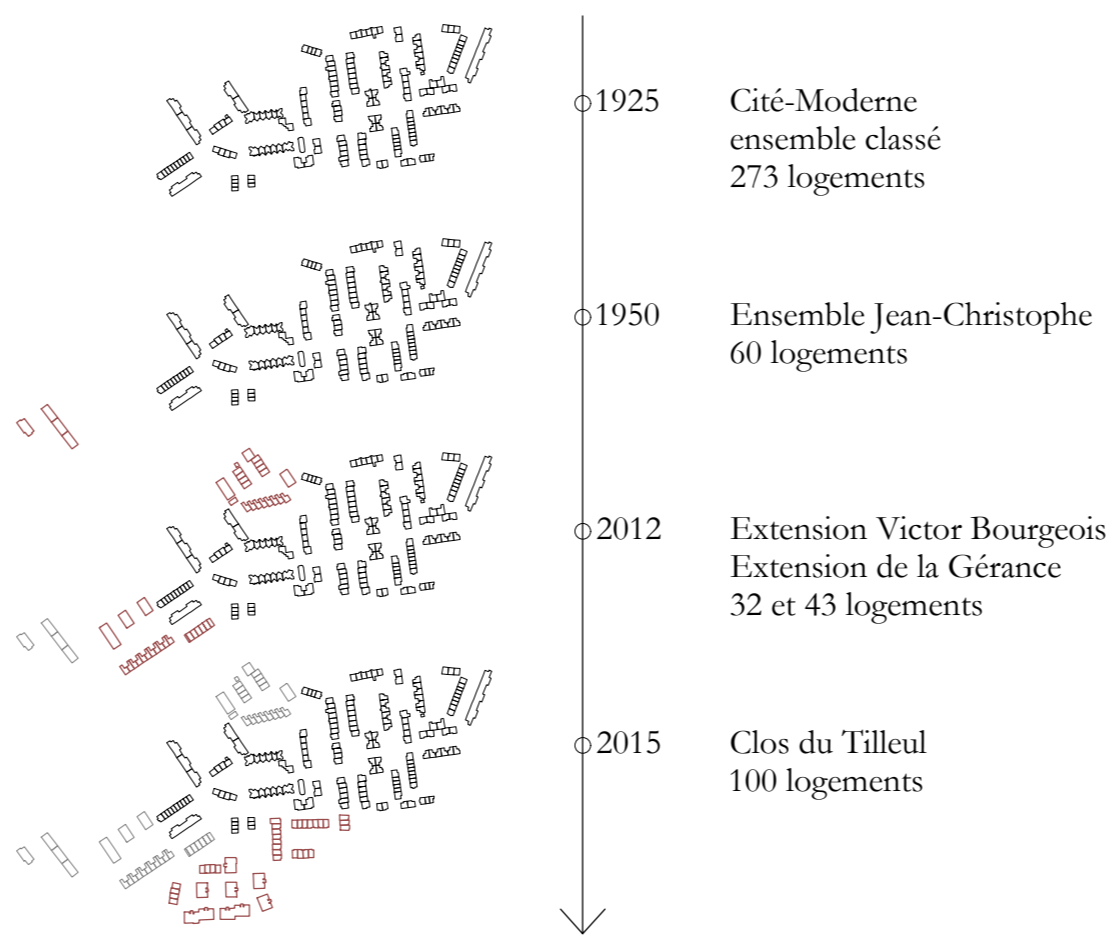 1925
Cité-Moderne
ensemble classé
273 logements
1950
Ensemble Jean-Christophe
60 logements
2012
Extension Victor Bourgeois
Extension de la Gérance
32 et 43 logements
2015
Clos du Tilleul
100 logements